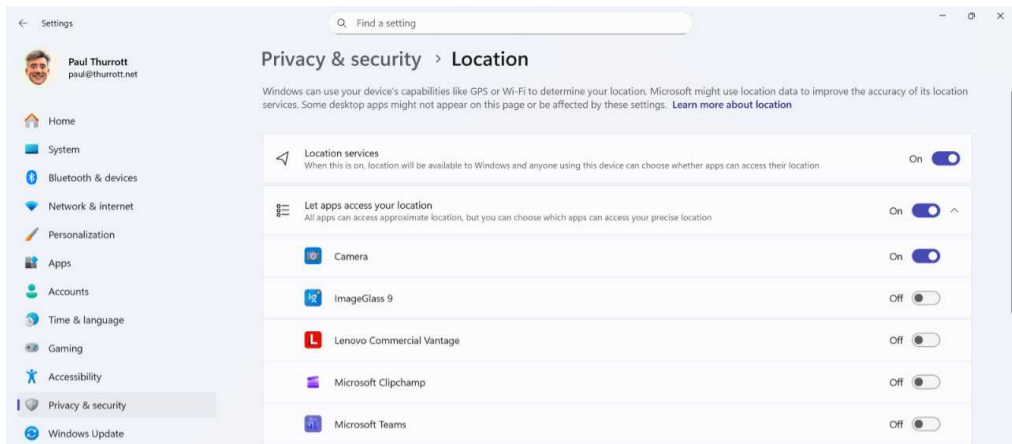 Settings
Find a setting
Paul Thurrott
paul@thurrott.net
Home
System
Bluetooth & devices
Network & internet
Personalization
Apps
Accounts
Time & language
Gaming
Accessibility
Privacy & security
Windows Update
Privacy & security > Location
Windows can use your device's capabilities like GPS or Wi-Fi to determine your location. Microsoft might use location data to improve the accuracy of its location
services. Some desktop apps might not appear on this page or be affected by these settings. Learn more about location
Location services
When this is on, location will be available to Windows and anyone using this device can choose whether apps can access their location
On
Let apps access your location
All apps can access approximate location, but you can choose which apps can access your precise location
On
Camera
On
ImageGlass 9
Off
L
Lenovo Commercial Vantage
Off
Microsoft Clipchamp
Off
Microsoft Teams
Off